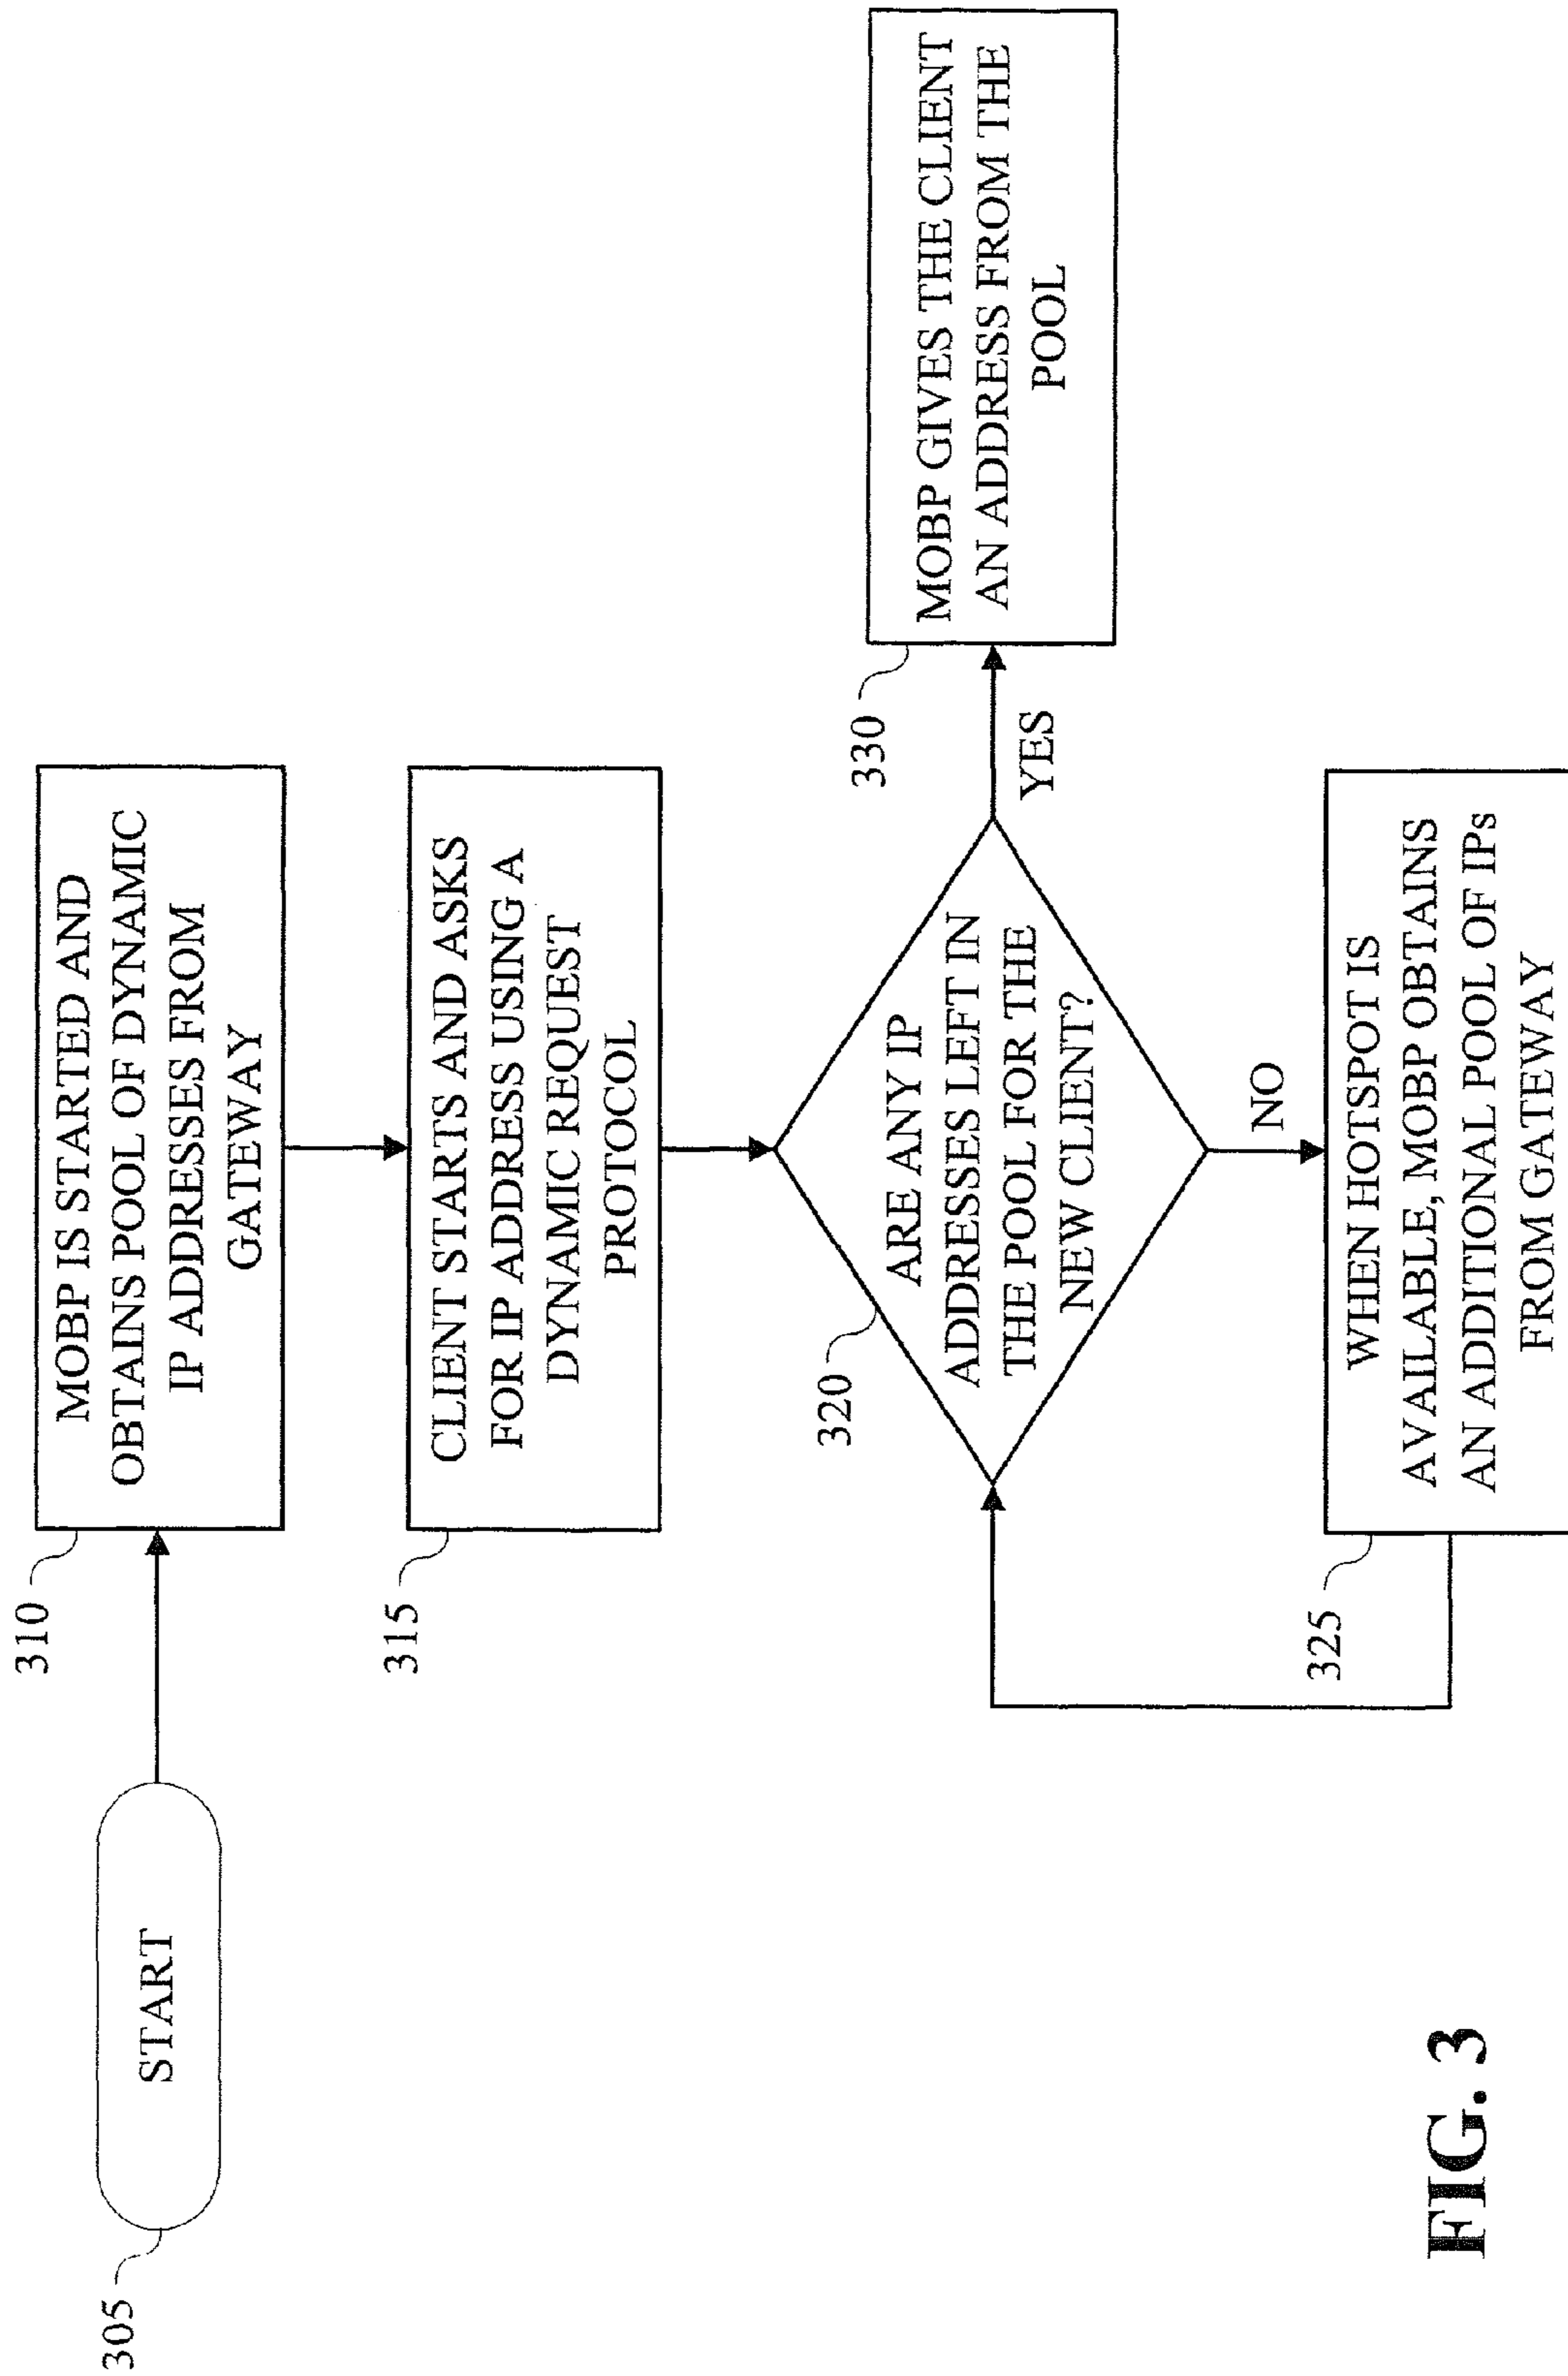 305
START
310
MOBP IS STARTED AND
OBTAINS POOL OF DYNAMIC
IP ADDRESSES FROM
GATEWAY
315
CLIENT STARTS AND ASKS
FOR IP ADDRESS USING A
DYNAMIC REQUEST
PROTOCOL
320
ARE ANY IP
ADDRESSES LEFT IN
THE POOL FOR THE
NEW CLIENT?
YES
330
MOBP GIVES THE CLIENT
AN ADDRESS FROM THE
POOL
NO
325
WHEN HOTSPOT IS
AVAILABLE, MOBP OBTAINS
AN ADDITIONAL POOL OF IPs
FROM GATEWAY
FIG. 3